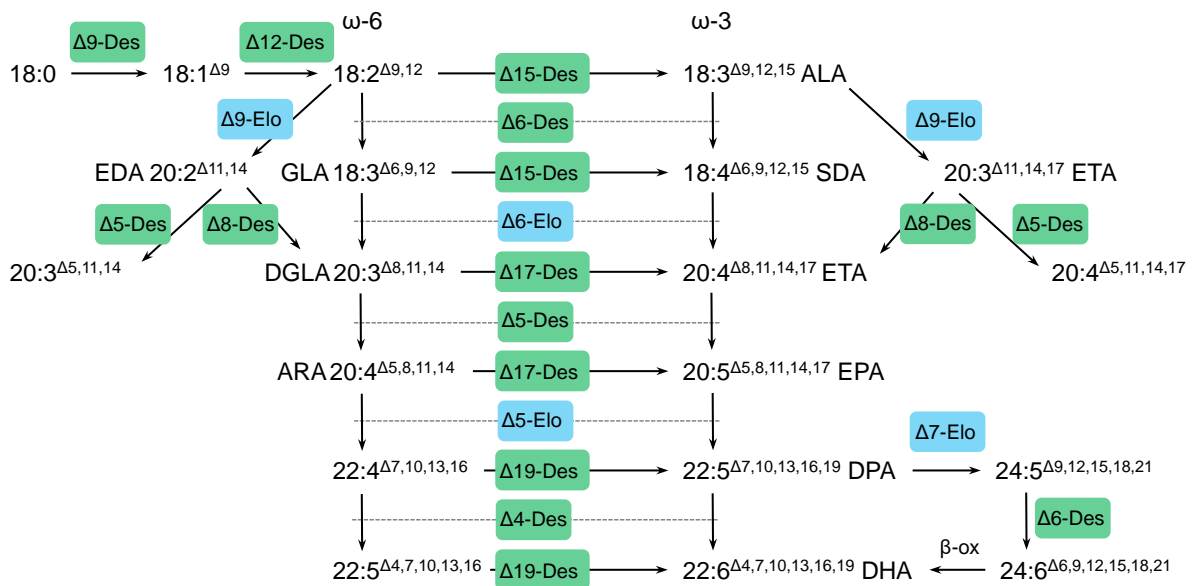 ω-6 ω-3
Δ9-Des Δ12-Des
18:0 18:1Δ9 18:2Δ9,12 Δ15-Des 18:3Δ9,12,15 ALA
Δ9-Elo Δ6-Des Δ9-Elo
EDA 20:2Δ11,14 GLA 18:3Δ6,9,12 Δ15-Des 18:4Δ6,9,12,15 SDA 20:3Δ11,14,17 ETA
Δ5-Des Δ8-Des Δ6-Elo Δ8-Des Δ5-Des
20:3Δ5,11,14 DGLA 20:3Δ8,11,14 Δ17-Des 20:4Δ8,11,14,17 ETA 20:4Δ5,11,14,17
Δ5-Des
ARA 20:4Δ5,8,11,14 Δ17-Des 20:5Δ5,8,11,14,17 EPA
Δ5-Elo Δ7-Elo
22:4Δ7,10,13,16 Δ19-Des 22:5Δ7,10,13,16,19 DPA 24:5Δ9,12,15,18,21
Δ4-Des Δ6-Des
β-ox
22:5Δ4,7,10,13,16 Δ19-Des 22:6Δ4,7,10,13,16,19 DHA 24:6Δ6,9,12,15,18,21